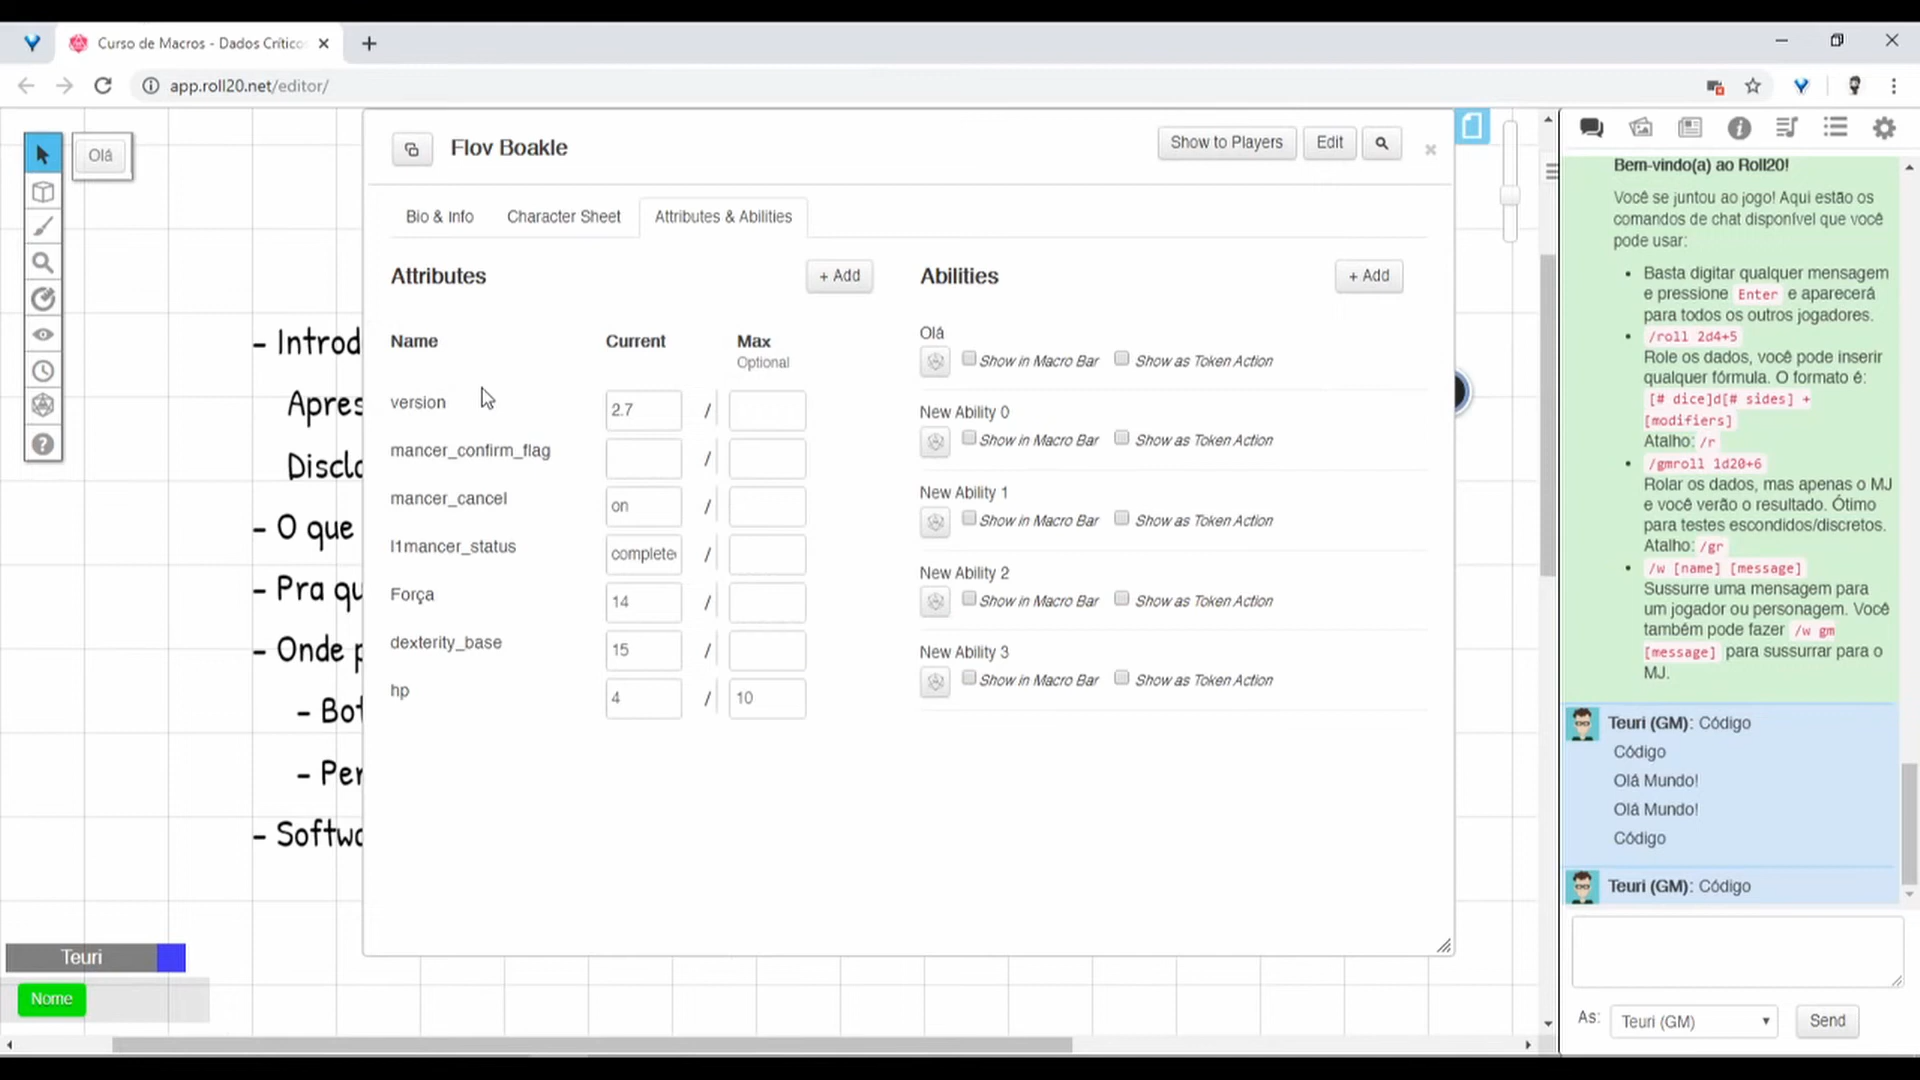 Curso de Macros - Dados Crítico
app.roll20.net/editor/
Olá
- Introd
Apres
Disclo
- O que
- Pra qu
- Onde p
- Bot
- Per
- Softwa
Teuri
Nome
Flov Boakle
Show to Players
Edit
Bio & Info
Character Sheet
Attributes & Abilities
Attributes
+ Add
Name
Current
Max
Optional
version
2.7
/
mancer_confirm_flag
/
mancer_cancel
on
/
l1mancer_status
complete
/
Força
14
/
dexterity_base
15
/
hp
4
/
10
Abilities
+ Add
Olá
Show in Macro Bar
Show as Token Action
New Ability 0
Show in Macro Bar
Show as Token Action
New Ability 1
Show in Macro Bar
Show as Token Action
New Ability 2
Show in Macro Bar
Show as Token Action
New Ability 3
Show in Macro Bar
Show as Token Action
Bem-vindo(a) ao Roll20!
Você se juntou ao jogo! Aqui estão os
comandos de chat disponível que você
pode usar:
Basta digitar qualquer mensagem
e pressione Enter e aparecerá
para todos os outros jogadores.
/roll 2d4+5
Role os dados, você pode inserir
qualquer fórmula. O formato é:
[# dice]d[# sides] +
[modifiers]
Atalho: /r
/gmroll 1d20+6
Rolar os dados, mas apenas o MJ
e você verão o resultado. Ótimo
para testes escondidos/discretos.
Atalho: /gr
/w [name] [message]
Sussurre uma mensagem para
um jogador ou personagem. Você
também pode fazer /w gm
[message] para sussurrar para o
MJ.
Teuri (GM): Código
Código
Olá Mundo!
Olá Mundo!
Código
Teuri (GM): Código
As:
Teuri (GM)
Send